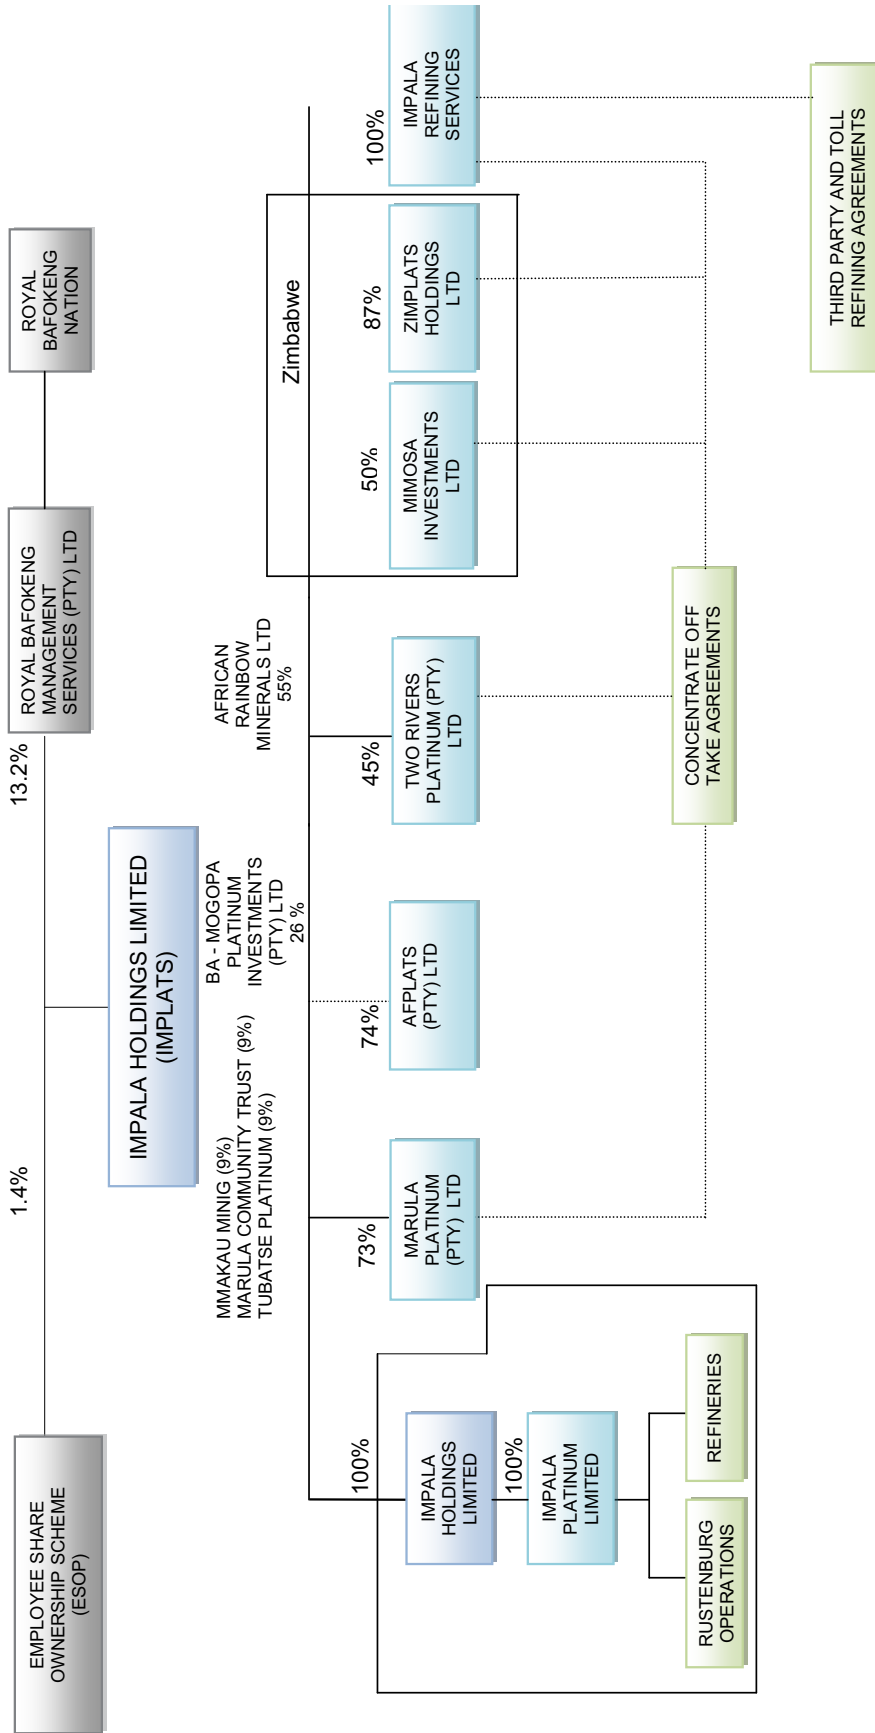 EMPLOYEE SHARE
OWNERSHIP SCHEME
(ESOP)
1.4%
13.2%
ROYAL BAFOKENG
MANAGEMENT
SERVICES (PTY) LTD
ROYAL
BAFOKENG
NATION
IMPALA HOLDINGS LIMITED
(IMPLATS)
MMAKAU MINIG (9%)
MARULA COMMUNITY TRUST (9%)
TUBATSE PLATINUM (9%)
BA - MOGOPA
PLATINUM
INVESTMENTS
(PTY) LTD
26 %
AFRICAN
RAINBOW
MINERALS LTD
55%
Zimbabwe
100%
IMPALA
HOLDINGS
LIMITED
100%
IMPALA
PLATINUM
LIMITED
RUSTENBURG
OPERATIONS
REFINERIES
73%
MARULA
PLATINUM
(PTY) LTD
74%
AFPLATS
(PTY) LTD
45%
TWO RIVERS
PLATINUM (PTY)
LTD
50%
MIMOSA
INVESTMENTS
LTD
87%
ZIMPLATS
HOLDINGS
LTD
100%
IMPALA
REFINING
SERVICES
CONCENTRATE OFF
TAKE AGREEMENTS
THIRD PARTY AND TOLL
REFINING AGREEMENTS